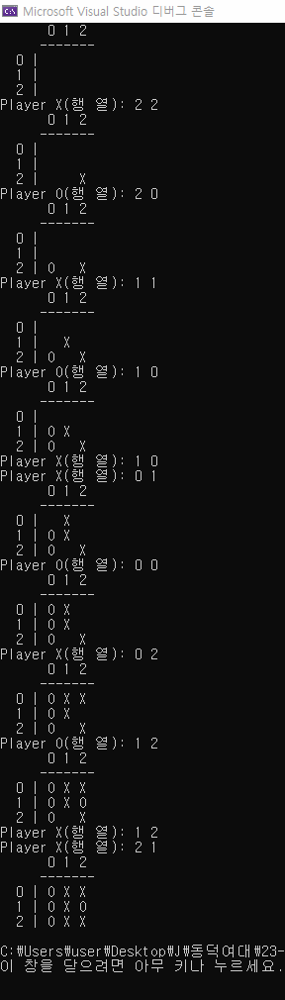 Microsoft Visual Studio 디버그 콘솔
0 1 2
-------
0 |
1 |
2 |
Player X(행 열): 2 2
0 1 2
-------
0 |
1 |
2 |     X
Player O(행 열): 2 0
0 1 2
-------
0 |
1 |
2 | O   X
Player X(행 열): 1 1
0 1 2
-------
0 |
1 |   X
2 | O   X
Player O(행 열): 1 0
0 1 2
-------
0 |
1 | O X
2 | O   X
Player X(행 열): 1 0
Player X(행 열): 0 1
0 1 2
-------
0 |   X
1 | O X
2 | O   X
Player O(행 열): 0 0
0 1 2
-------
0 | O X
1 | O X
2 | O   X
Player X(행 열): 0 2
0 1 2
-------
0 | O X X
1 | O X
2 | O   X
Player O(행 열): 1 2
0 1 2
-------
0 | O X X
1 | O X O
2 | O   X
Player X(행 열): 1 2
Player X(행 열): 2 1
0 1 2
-------
0 | O X X
1 | O X O
2 | O X X
C:₩Users₩user₩Desktop₩J₩동덕여대₩23-
이 창을 닫으려면 아무 키나 누르세요.